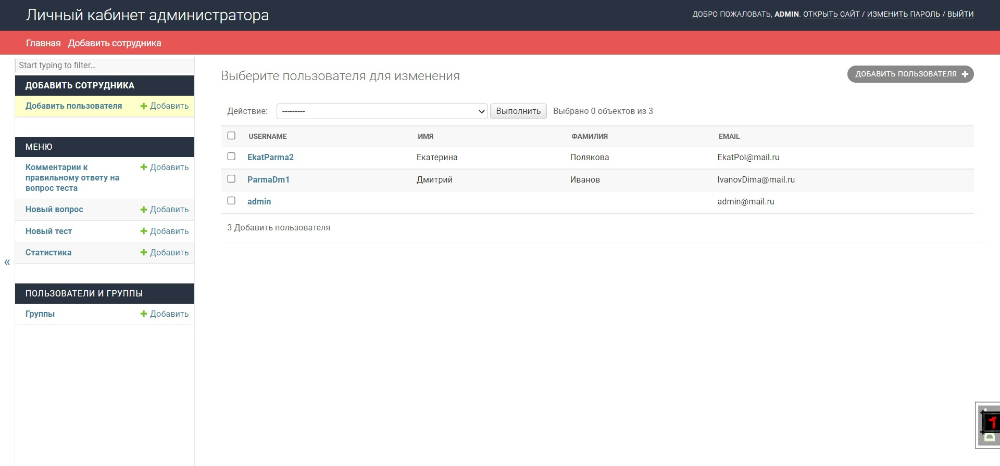 Личный кабинет администратора
ДОБРО ПОЖАЛОВАТЬ, ADMIN. ОТКРЫТЬ САЙТ / ИЗМЕНИТЬ ПАРОЛЬ / ВЫЙТИ
Главная Добавить сотрудника
Start typing to filter...
ДОБАВИТЬ СОТРУДНИКА
Добавить пользователя + Добавить
МЕНЮ
Комментарии к + Добавить
правильному ответу на
вопрос теста
Новый вопрос + Добавить
Новый тест + Добавить
Статистика + Добавить
«
ПОЛЬЗОВАТЕЛИ И ГРУППЫ
Группы + Добавить
Выберите пользователя для изменения
ДОБАВИТЬ ПОЛЬЗОВАТЕЛЯ +
Действие: --------- Выполнить Выбрано 0 объектов из 3
USERNAME ИМЯ ФАМИЛИЯ EMAIL
EkatParma2 Екатерина Полякова EkatPol@mail.ru
ParmaDm1 Дмитрий Иванов IvanovDima@mail.ru
admin admin@mail.ru
3 Добавить пользователя
1